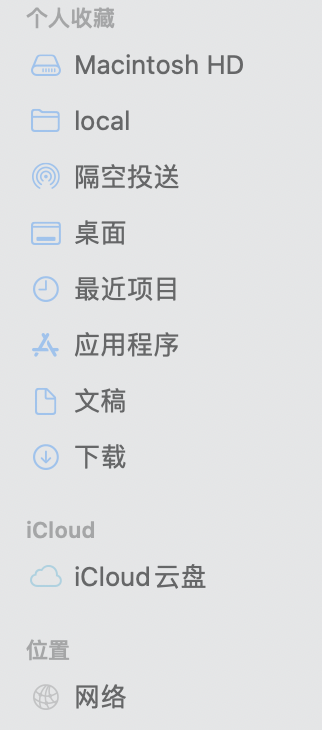 个人收藏
Macintosh HD
local
隔空投送
桌面
最近项目
应用程序
文稿
下载
iCloud
iCloud云盘
位置
网络